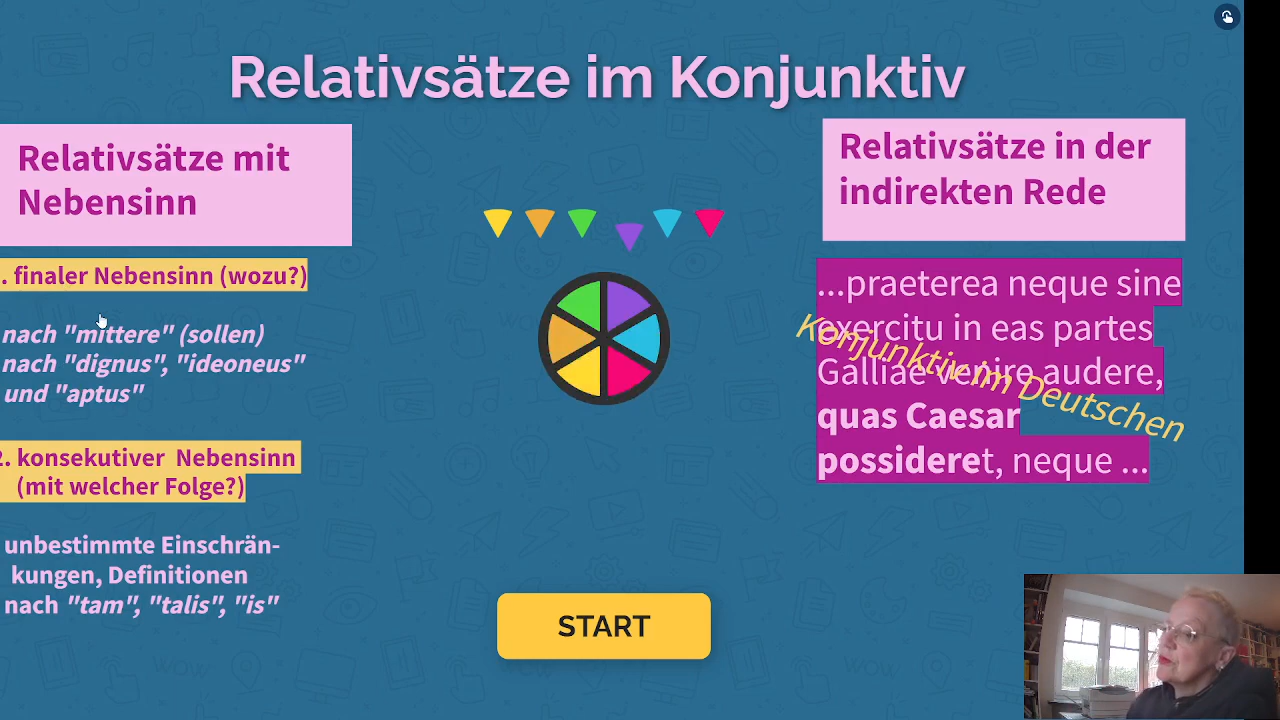 Relativsätze im Konjunktiv
Relativsätze mit
Nebensinn
. finaler Nebensinn (wozu?)
nach "mittere" (sollen)
nach "dignus", "ideoneus"
und "aptus"
2. konsekutiver Nebensinn
(mit welcher Folge?)
unbestimmte Einschrän-
kungen, Definitionen
nach "tam", "talis", "is"
START
Relativsätze in der
indirekten Rede
...praeterea neque sine
exercitu in eas partes
Galliae venire audere,
quas Caesar
possideret, neque ...
Konjunktiv im Deutschen